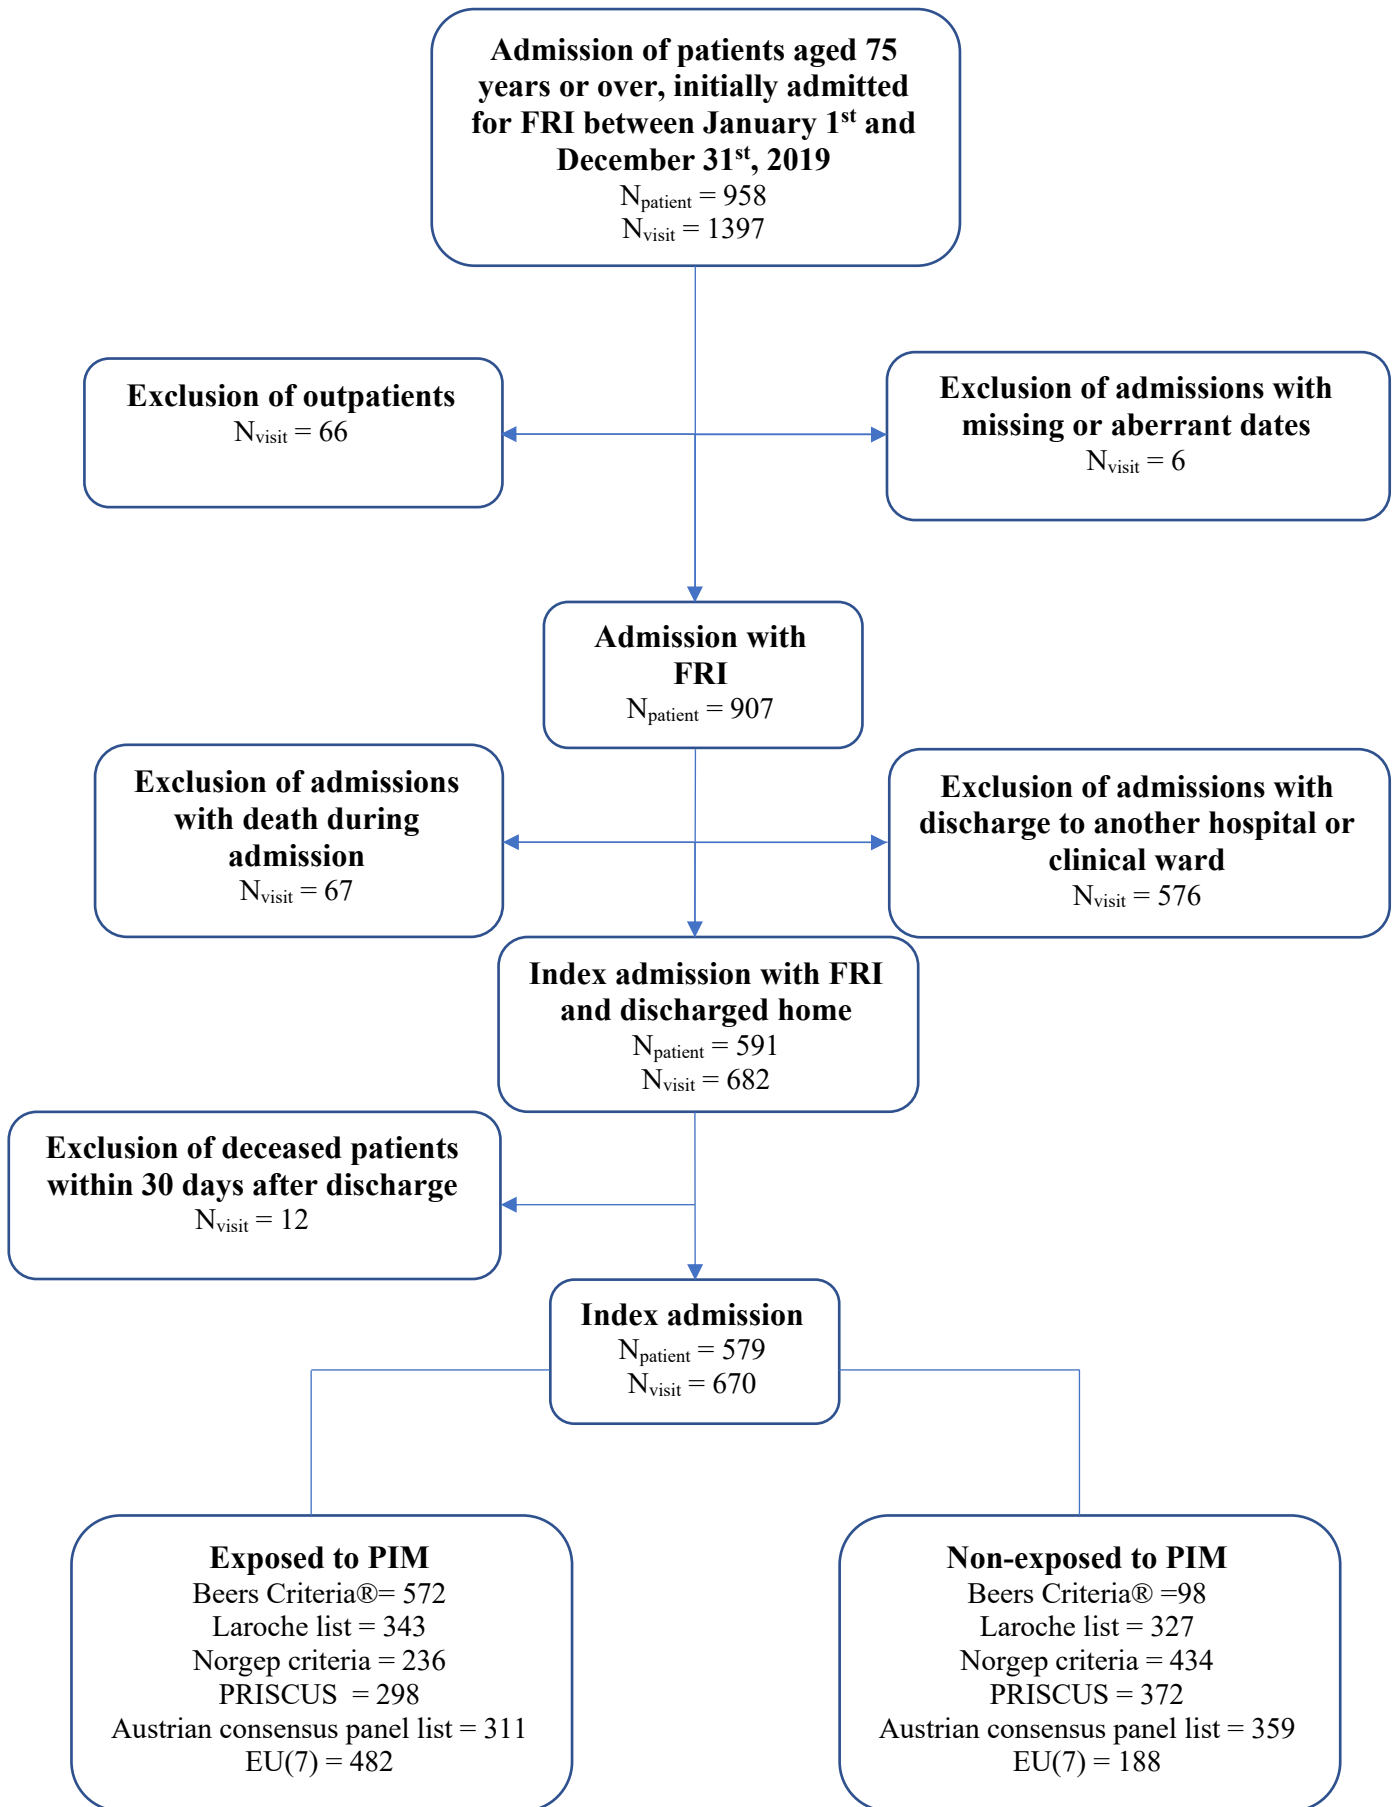 Admission of patients aged 75
years or over, initially admitted
for FRI between January 1st and
December 31st, 2019
Npatient = 958
Nvisit = 1397
Exclusion of outpatients
Nvisit = 66
Exclusion of admissions with
missing or aberrant dates
Nvisit = 6
Admission with
FRI
Npatient = 907
Exclusion of admissions
with death during
admission
Nvisit = 67
Exclusion of admissions with
discharge to another hospital or
clinical ward
Nvisit = 576
Index admission with FRI
and discharged home
Npatient = 591
Nvisit = 682
Exclusion of deceased patients
within 30 days after discharge
Nvisit = 12
Index admission
Npatient = 579
Nvisit = 670
Exposed to PIM
Beers Criteria®= 572
Laroche list = 343
Norgep criteria = 236
PRISCUS = 298
Austrian consensus panel list = 311
EU(7) = 482
Non-exposed to PIM
Beers Criteria® =98
Laroche list = 327
Norgep criteria = 434
PRISCUS = 372
Austrian consensus panel list = 359
EU(7) = 188